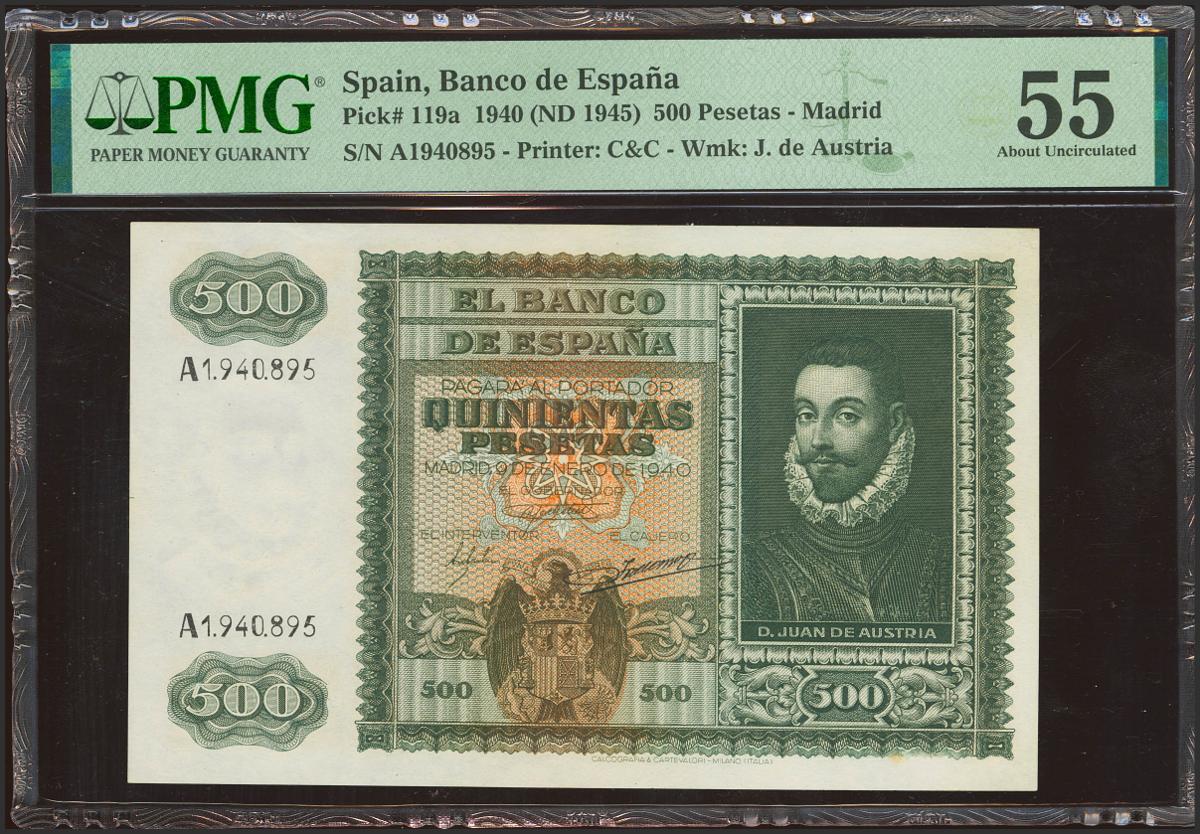 PMG®
PAPER MONEY GUARANTY
Spain, Banco de España
Pick# 119a 1940 (ND 1945) 500 Pesetas - Madrid
S/N A1940895 - Printer: C&C - Wmk: J. de Austria
55
About Uncirculated
500
A1.940.895
EL BANCO
DE ESPAÑA
PAGARA AL PORTADOR
QUINIENTAS
PESETAS
MADRID 9 DE ENERO DE 1940
EL GOBERNADOR
EL INTERVENTOR EL CAJERO
D. JUAN DE AUSTRIA
A1.940.895
500
500 500
500
CALCOGRAFIA & CARTEVALORI - MILANO (ITALIA)